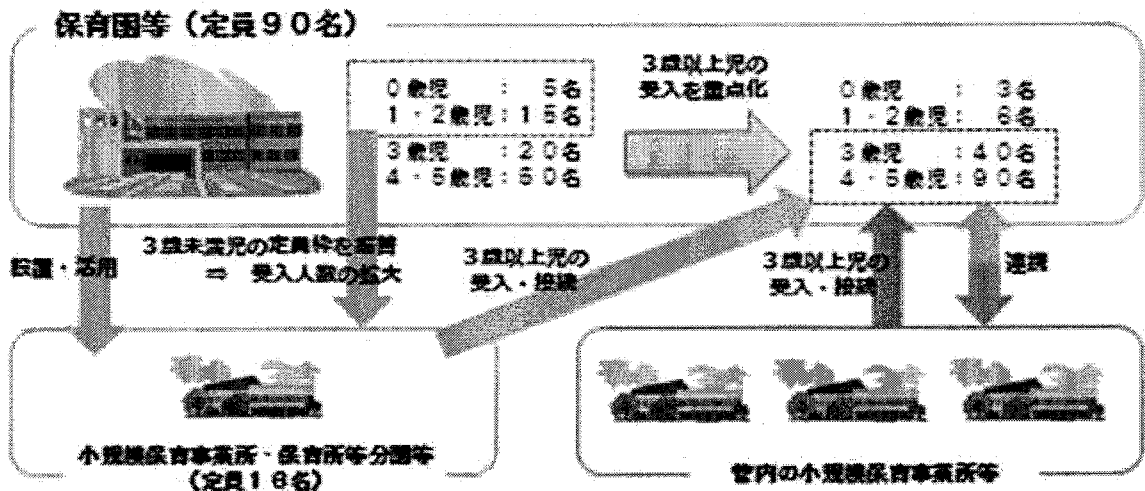 保育園等（定員９０名）
０歳児　　：　５名
１・２歳児：１５名
３歳児　　：２０名
４・５歳児：５０名
３歳以上児の
受入を重点化
０歳児　　：　３名
１・２歳児：　６名
３歳児　　：４０名
４・５歳児：９０名
設置・活用
３歳未満児の定員枠を
⇒　受入人数の拡大
３歳以上児の
受入・接続
３歳以上児の
受入・接続
連携
小規模保育事業所・保育所等分園等
（定員１８名）
管内の小規模保育事業所等